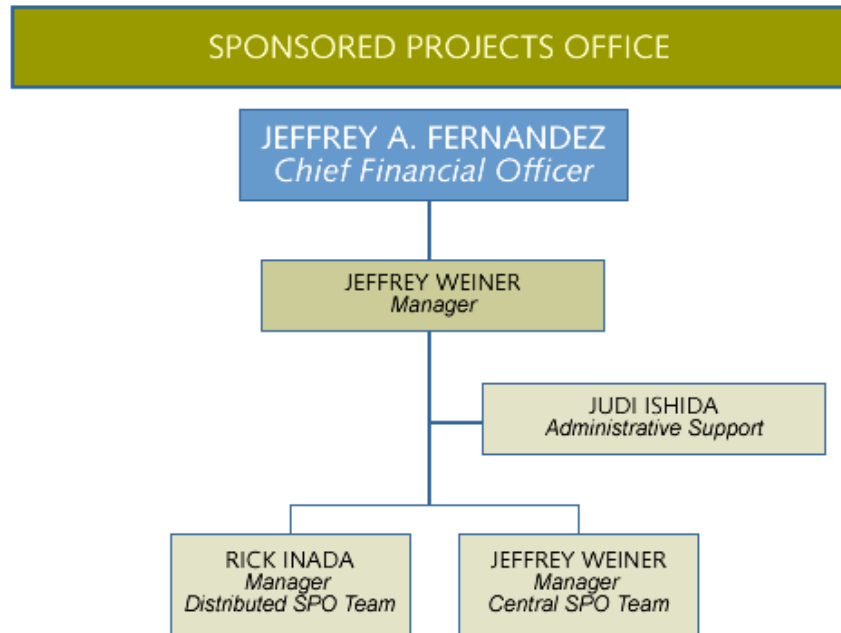 SPONSORED PROJECTS OFFICE
JEFFREY A. FERNANDEZ
Chief Financial Officer
JEFFREY WEINER
Manager
JUDI ISHIDA
Administrative Support
RICK INADA
Manager
Distributed SPO Team
JEFFREY WEINER
Manager
Central SPO Team